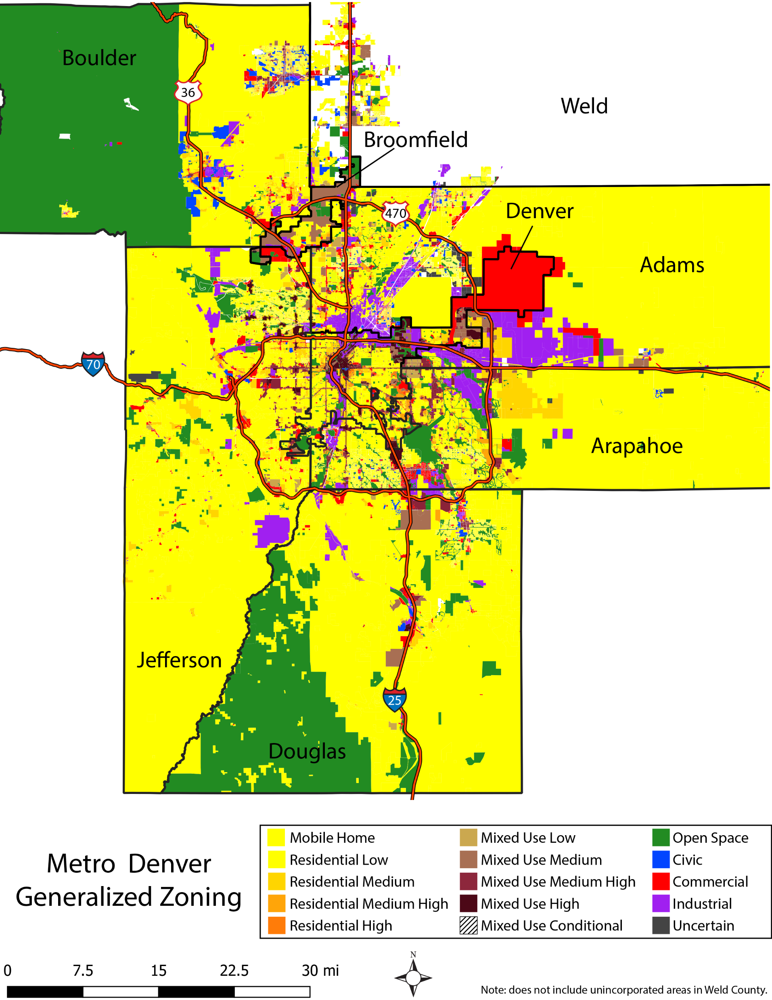 Boulder
36
Weld
Broomfield
470
Denver
Adams
70
Arapahoe
Jefferson
25
Douglas
Metro Denver
Generalized Zoning
Mobile Home
Residential Low
Residential Medium
Residential Medium High
Residential High
Mixed Use Low
Mixed Use Medium
Mixed Use Medium High
Mixed Use High
Mixed Use Conditional
Open Space
Civic
Commercial
Industrial
Uncertain
0 7.5 15 22.5 30 mi
N
Note: does not include unincorporated areas in Weld County.